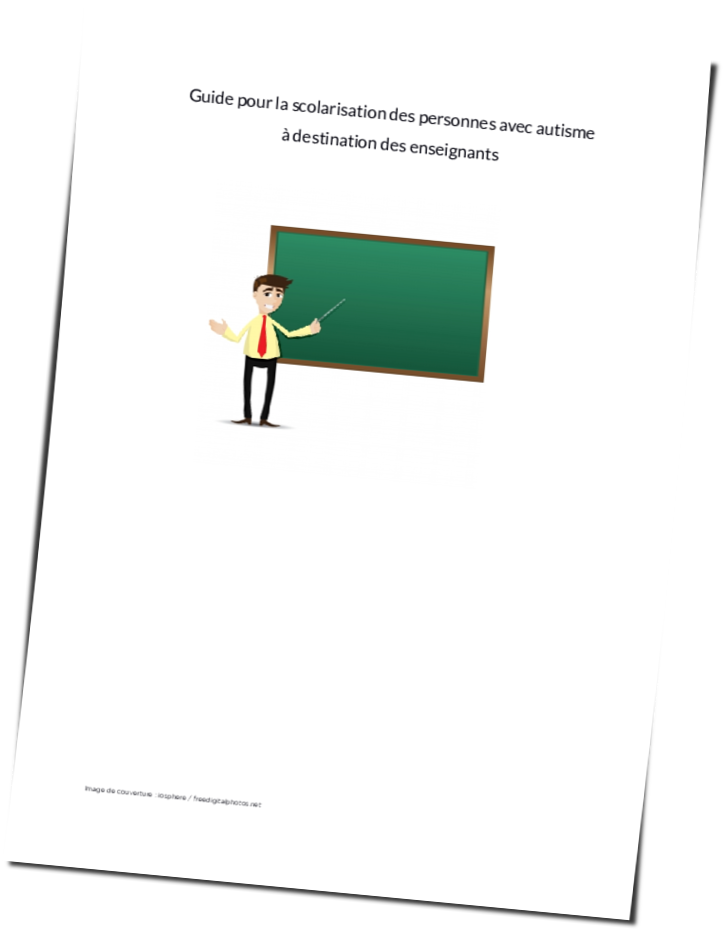 Guide pour la scolarisation des personnes avec autisme
à destination des enseignants
Image de couverture : iosphere / freedigitalphotos.net